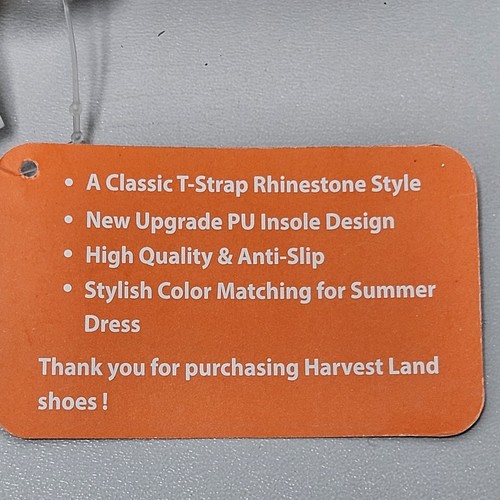 • A Classic T-Strap Rhinestone Style
• New Upgrade PU Insole Design
• High Quality & Anti-Slip
• Stylish Color Matching for Summer
Dress
Thank you for purchasing Harvest Land
shoes !